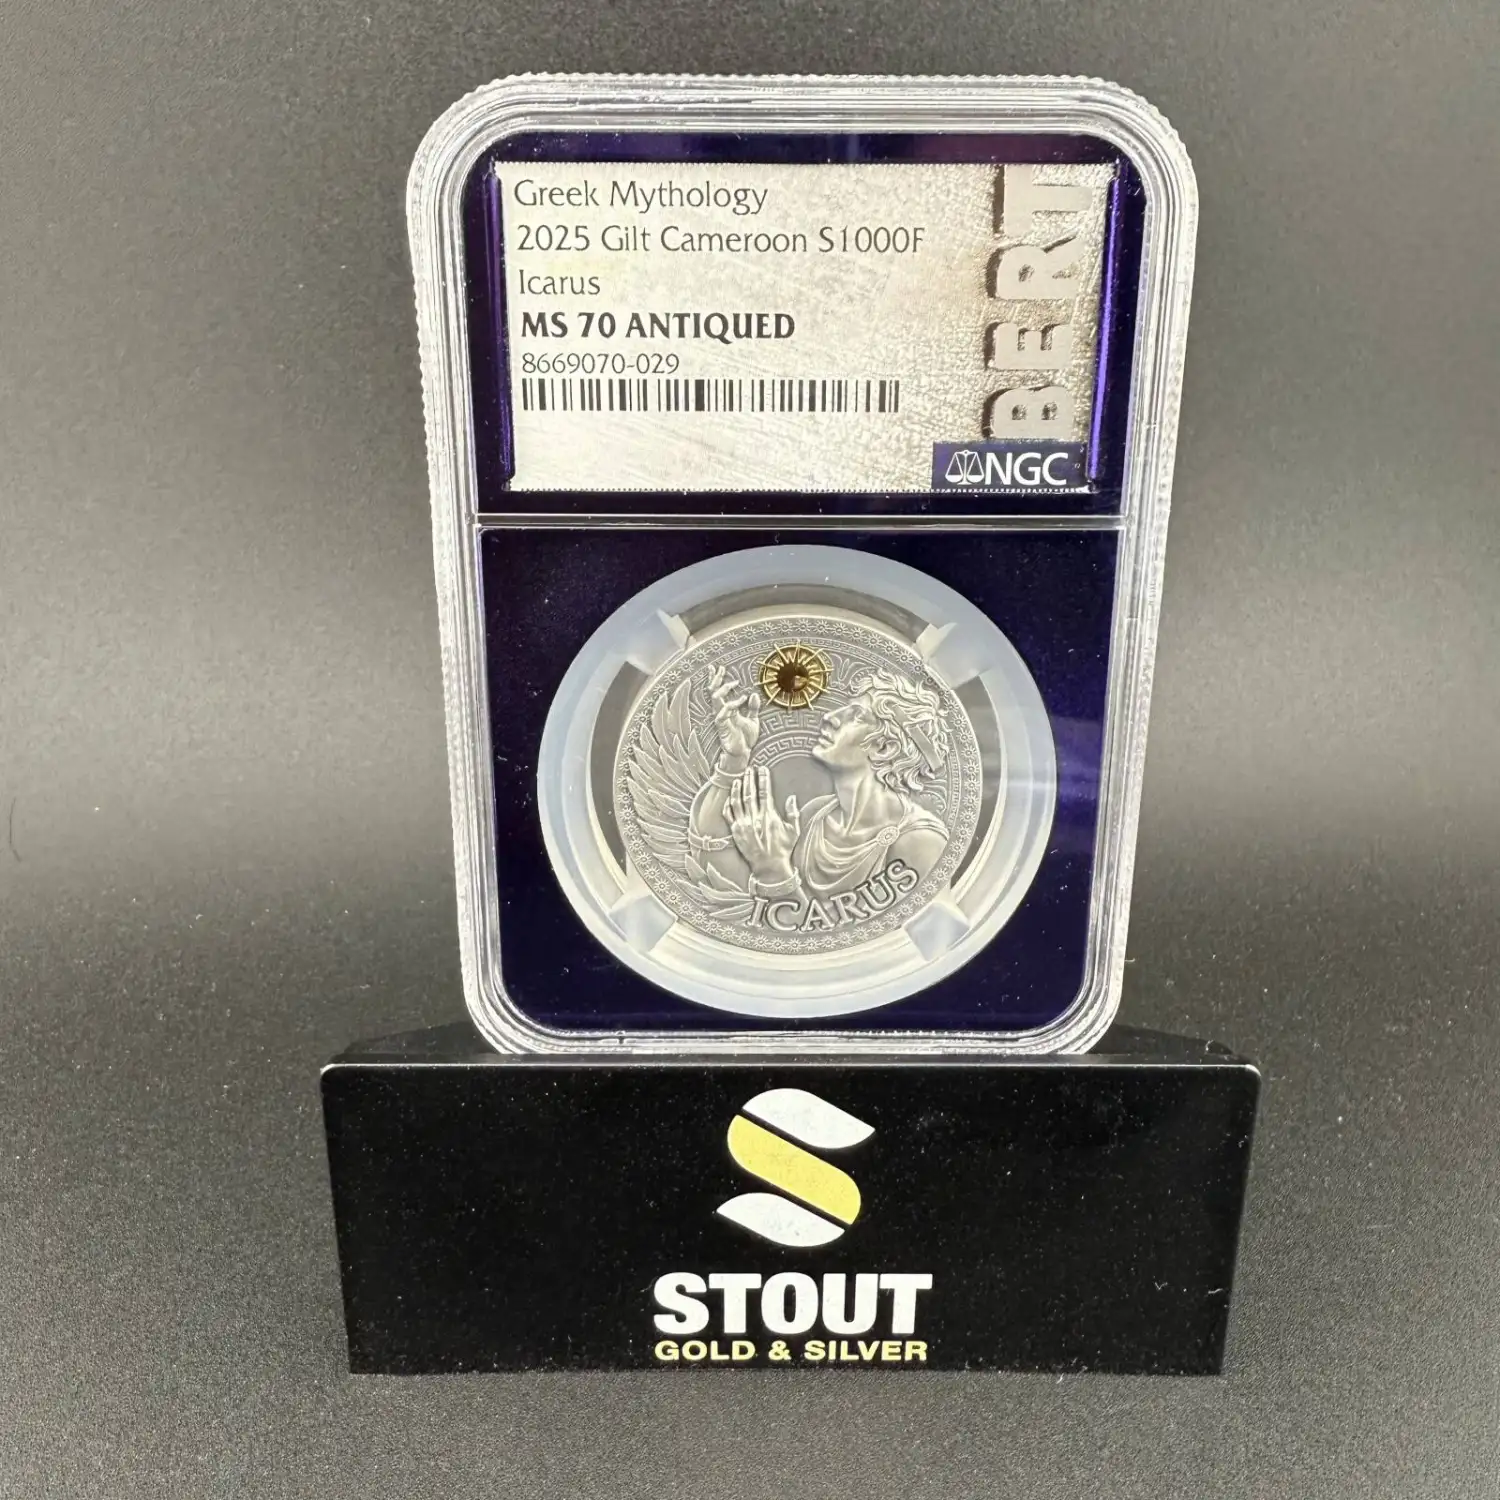 Greek Mythology
2025 Gilt Cameroon S1000F
Icarus
MS 70 ANTIQUED
8669070-029
BERT
NGC
ICARUS
STOUT
GOLD & SILVER